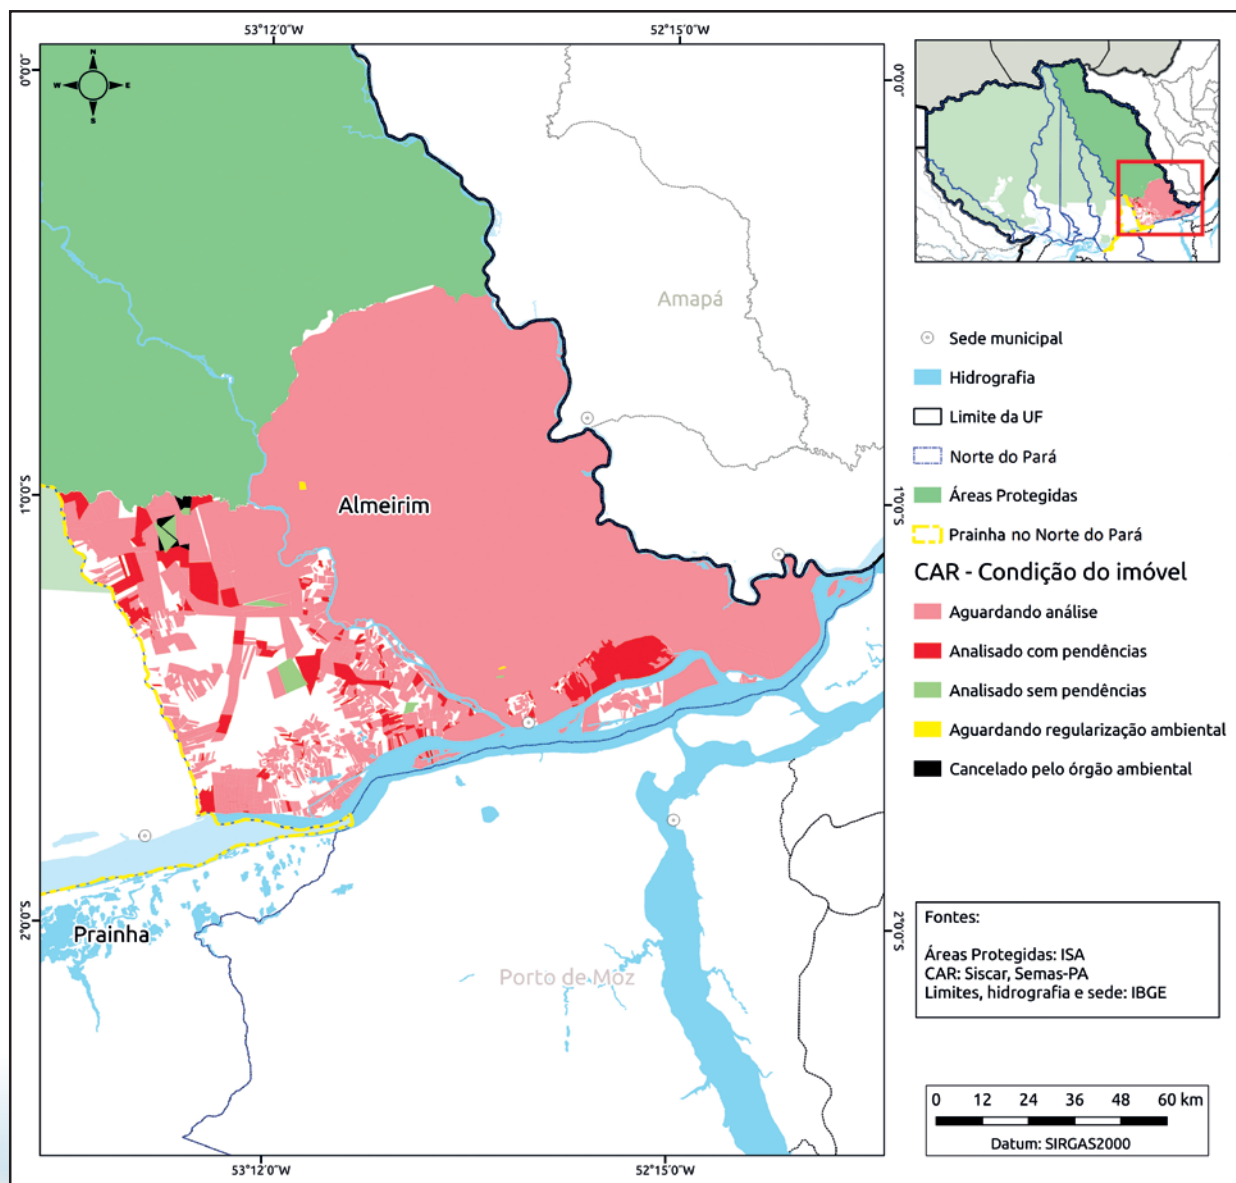 53°12'0"W
52°15'0"W
0°0'0"
0°0'0"
N
W
E
S
Amapá
Almeirim
1°0'0"S
1°0'0"S
Prainha
Porto de Moz
2°0'0"S
2°0'0"S
53°12'0"W
52°15'0"W
Sede municipal
Hidrografia
Limite da UF
Norte do Pará
Áreas Protegidas
Prainha no Norte do Pará
CAR - Condição do imóvel
Aguardando análise
Analisado com pendências
Analisado sem pendências
Aguardando regularização ambiental
Cancelado pelo órgão ambiental
Fontes:
Áreas Protegidas: ISA
CAR: Siscar, Semas-PA
Limites, hidrografia e sede: IBGE
0 12 24 36 48 60 km
Datum: SIRGAS2000